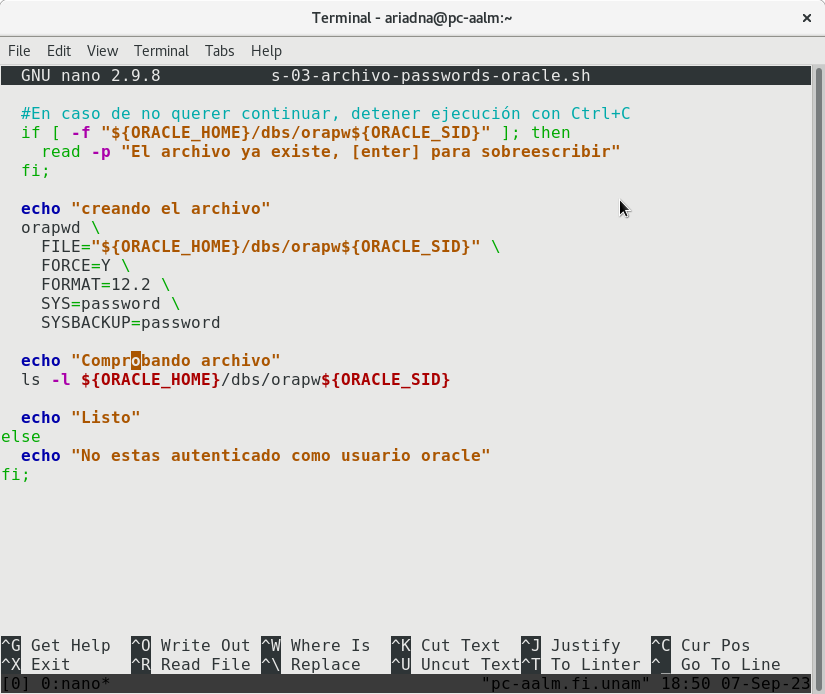 Terminal - ariadna@pc-aalm:~ ×
File Edit View Terminal Tabs Help
GNU nano 2.9.8 s-03-archivo-passwords-oracle.sh
#En caso de no querer continuar, detener ejecución con Ctrl+C
if [ -f "${ORACLE_HOME}/dbs/orapw${ORACLE_SID}" ]; then
read -p "El archivo ya existe, [enter] para sobreescribir"
fi;
echo "creando el archivo"
orapwd \
FILE="${ORACLE_HOME}/dbs/orapw${ORACLE_SID}" \
FORCE=Y \
FORMAT=12.2 \
SYS=password \
SYSBACKUP=password
echo "Comprobando archivo"
ls -l ${ORACLE_HOME}/dbs/orapw${ORACLE_SID}
echo "Listo"
else
echo "No estas autenticado como usuario oracle"
fi;
^G Get Help ^O Write Out ^W Where Is ^K Cut Text ^J Justify ^C Cur Pos
^X Exit ^R Read File ^\ Replace ^U Uncut Text ^T To Linter ^_ Go To Line
[0] 0:nano* "pc-aalm.fi.unam" 18:50 07-Sep-23